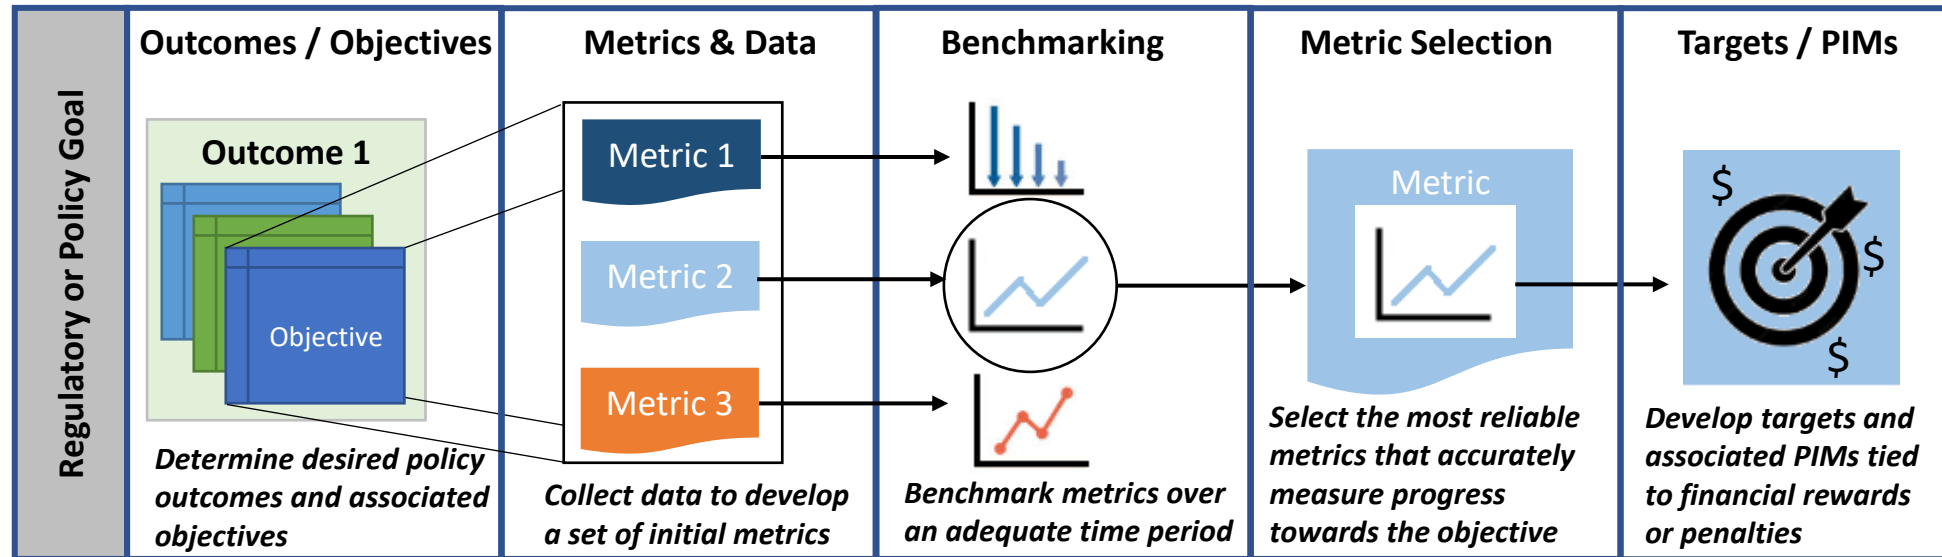 Regulatory or Policy Goal
Outcomes / Objectives
Outcome 1
Objective
Determine desired policy
outcomes and associated
objectives
Metrics & Data
Metric 1
Metric 2
Metric 3
Collect data to develop
a set of initial metrics
Benchmarking
Benchmark metrics over
an adequate time period
Metric Selection
Metric
Select the most reliable
metrics that accurately
measure progress
towards the objective
Targets / PIMs
$
$
$
Develop targets and
associated PIMs tied
to financial rewards
or penalties